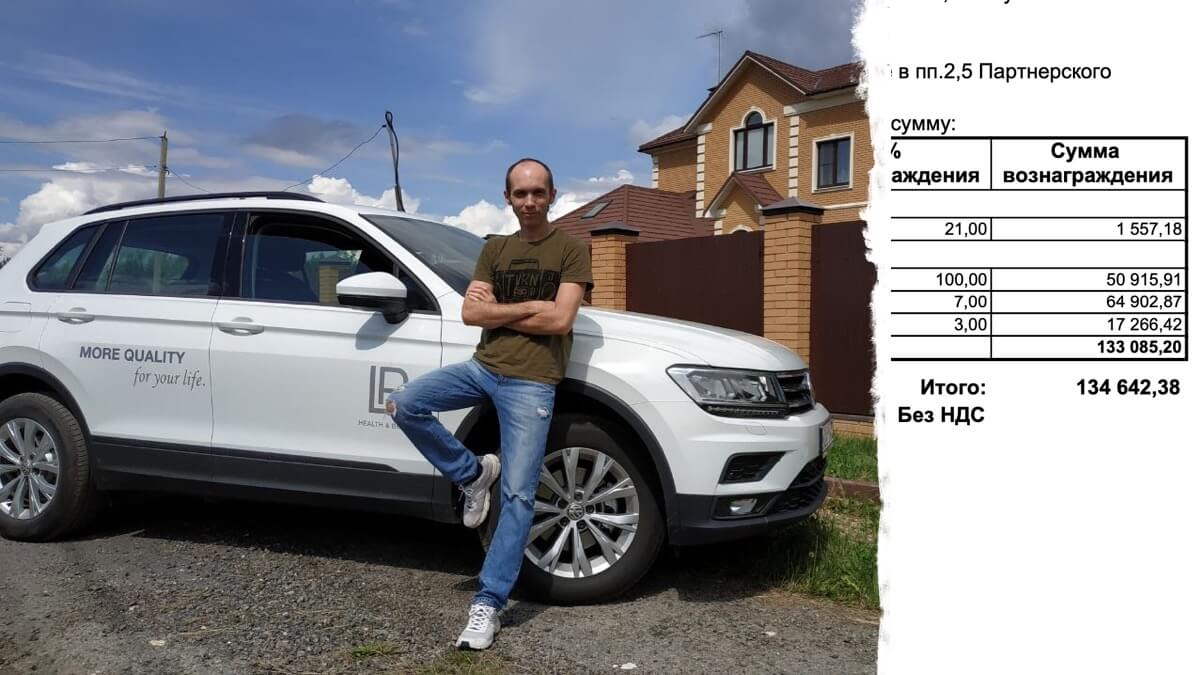 MORE QUALITY
for your life.
LR
HEALTH &
в пп.2,5 Партнерского
сумму:
% Сумма
аждения вознаграждения
21,00 1 557,18
100,00 50 915,91
7,00 64 902,87
3,00 17 266,42
133 085,20
Итого: 134 642,38
Без НДС